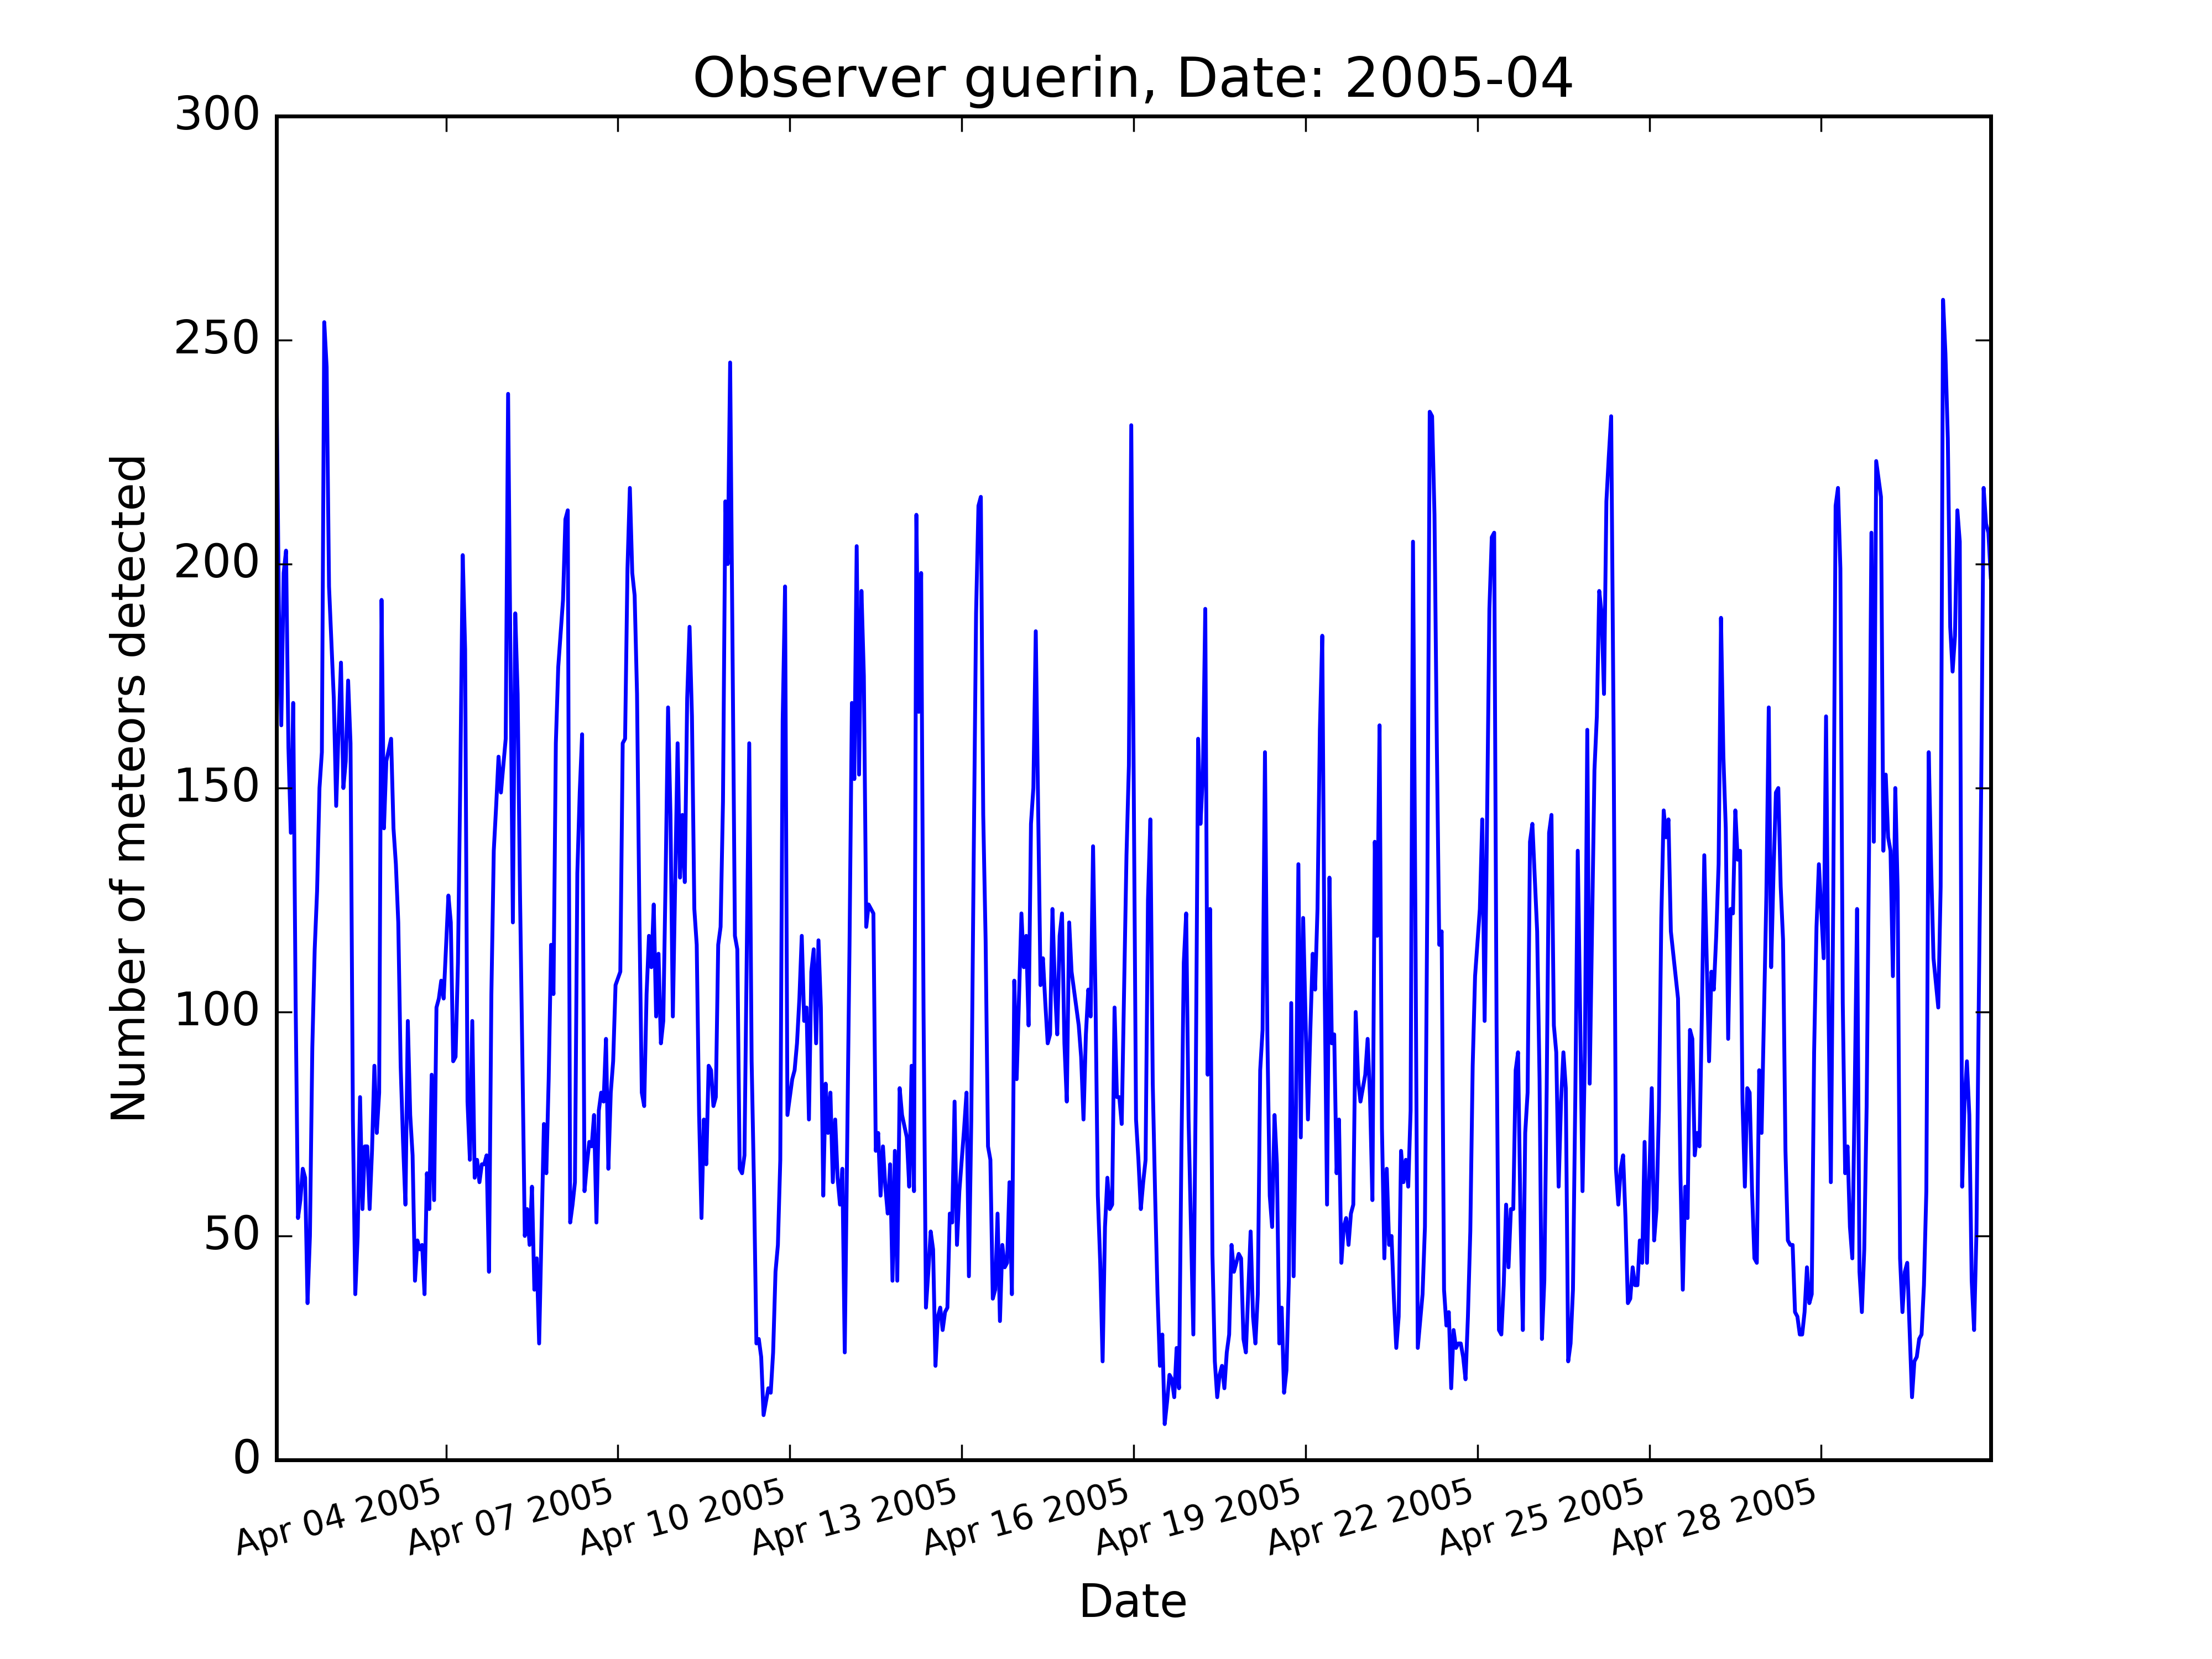 Observer guerin, Date: 2005-04
300
250
200
150
100
50
0
Number of meteors detected
Apr 04 2005
Apr 07 2005
Apr 10 2005
Apr 13 2005
Apr 16 2005
Apr 19 2005
Apr 22 2005
Apr 25 2005
Apr 28 2005
Date